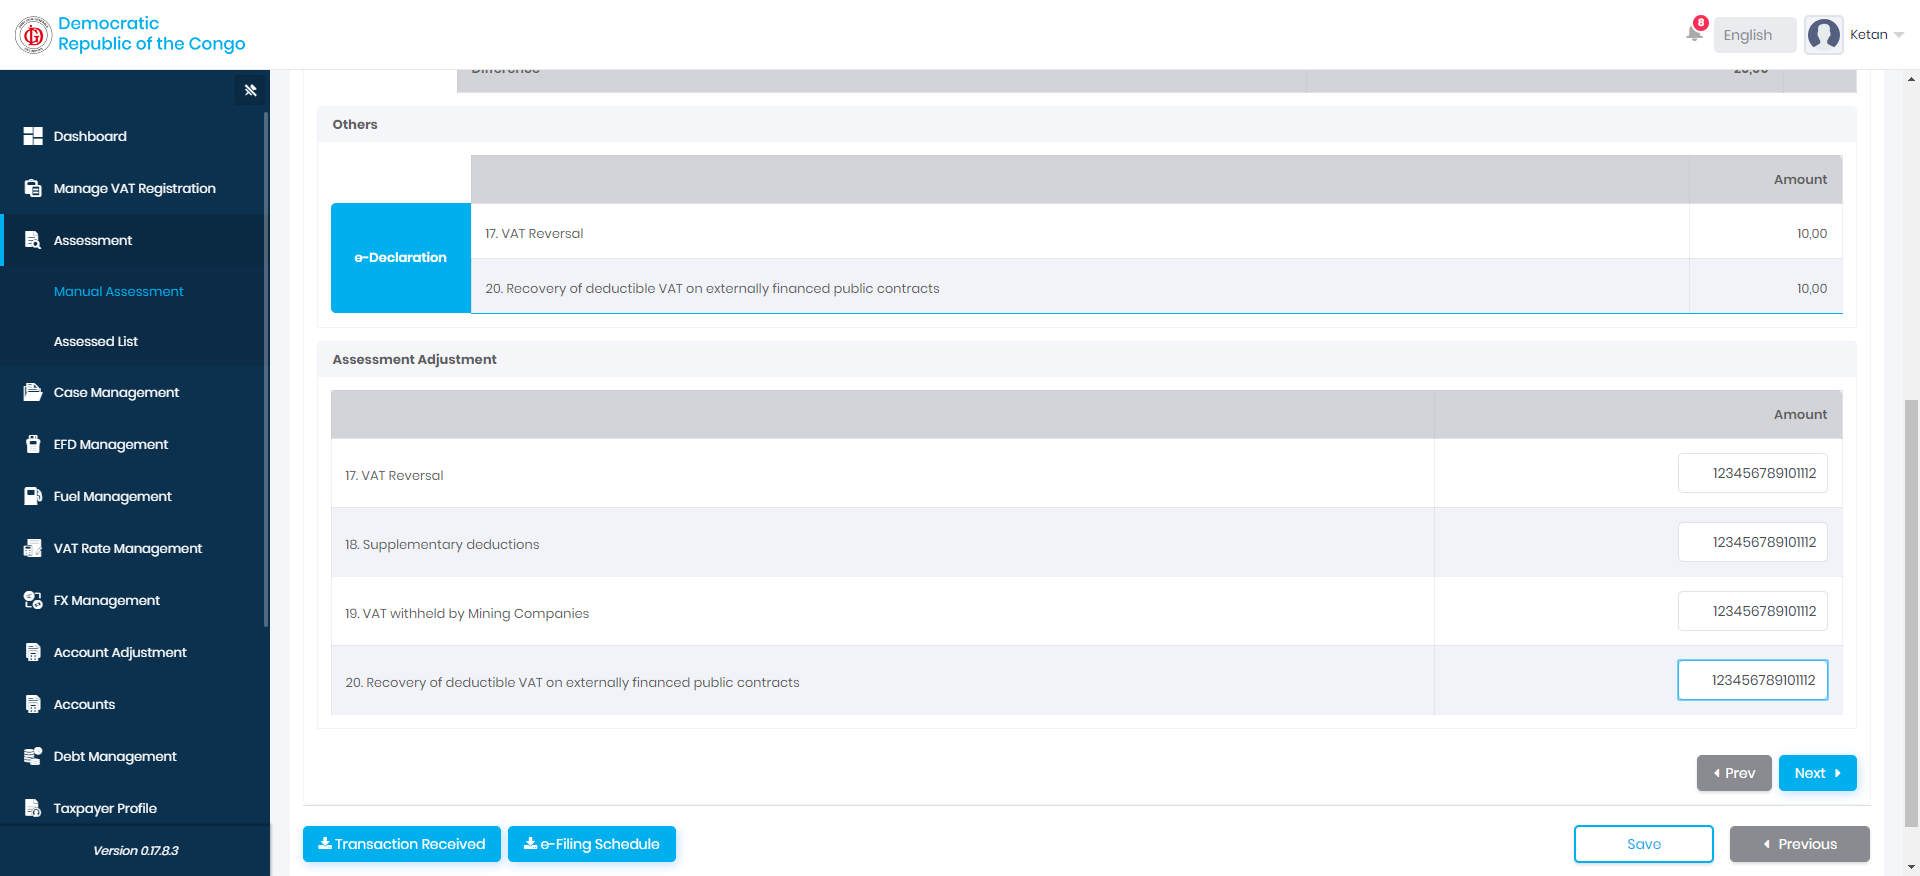 Democratic
Republic of the Congo
8
English
Ketan
Dashboard
Manage VAT Registration
Assessment
Manual Assessment
Assessed List
Case Management
EFD Management
Fuel Management
VAT Rate Management
FX Management
Account Adjustment
Accounts
Debt Management
Taxpayer Profile
Version 0.17.8.3
Difference
Others
Amount
e-Declaration
17. VAT Reversal 10,00
20. Recovery of deductible VAT on externally financed public contracts 10,00
Assessment Adjustment
Amount
17. VAT Reversal 123456789101112
18. Supplementary deductions 123456789101112
19. VAT withheld by Mining Companies 123456789101112
20. Recovery of deductible VAT on externally financed public contracts 123456789101112
Prev Next
Transaction Received e-Filing Schedule Save Previous